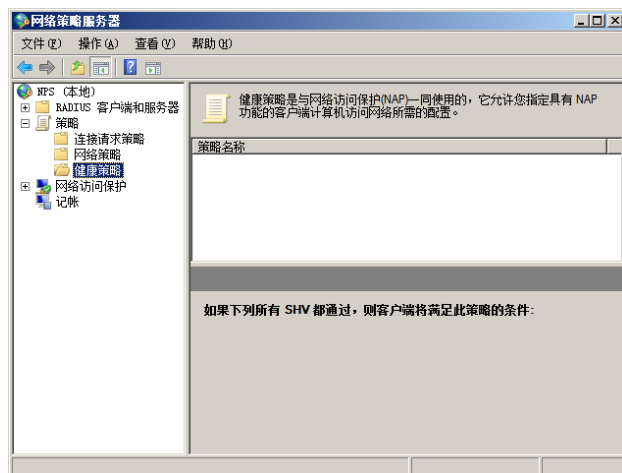 网络策略服务器
文件(F) 操作(A) 查看(V) 帮助(H)
NPS (本地)
RADIUS 客户端和服务器
策略
连接请求策略
网络策略
健康策略
网络访问保护
记帐
健康策略是与网络访问保护(NAP)一同使用的，它允许您指定具有 NAP
功能的客户端计算机访问网络所需的配置。
策略名称
如果下列所有 SHV 都通过，则客户端将满足此策略的条件: